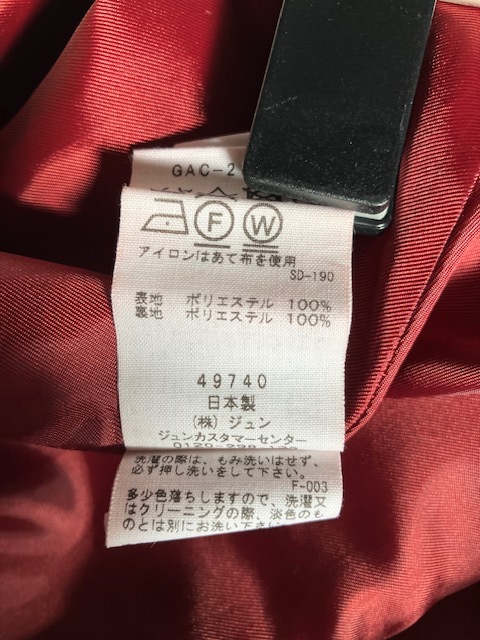 GAC-2
F W
アイロンはあて布を使用
SD-190
表地 ポリエステル 100%
裏地 ポリエステル 100%
49740
日本製
(株) ジュン
ジュンカスタマーセンター
洗濯の際は、もみ洗いはせず、
必ず押し洗いをして下さい。
F-003
多少色落ちしますので、洗濯又
はクリーニングの際、淡色のも
のとは別にお洗い下さい